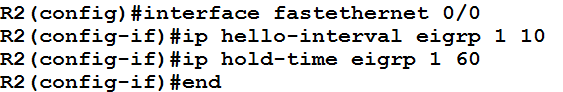 R2(config)#interface fastethernet 0/0
R2(config-if)#ip hello-interval eigrp 1 10
R2(config-if)#ip hold-time eigrp 1 60
R2(config-if)#end